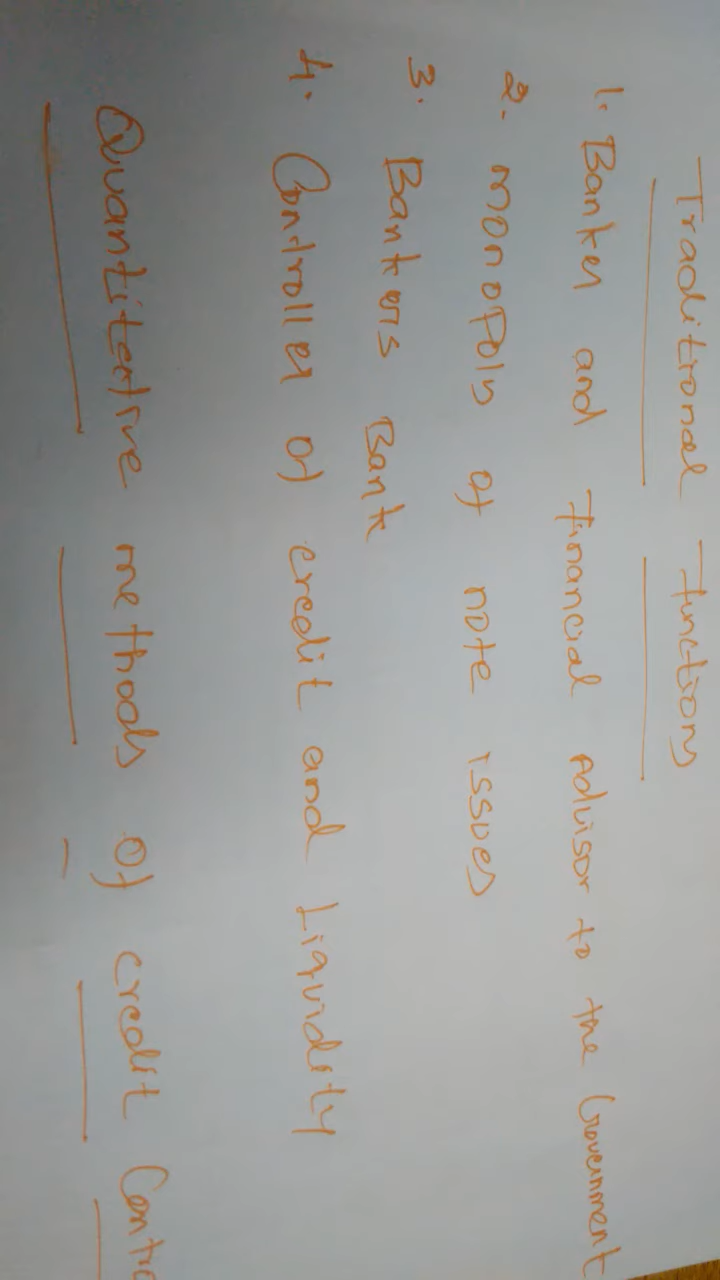 Traditional Functions
1. Banker and Financial Advisor to the Government
2. monopoly of note issues
3. Bankers Bank
4. Controller of credit and Liquidity
Quantitative methods of credit Contro